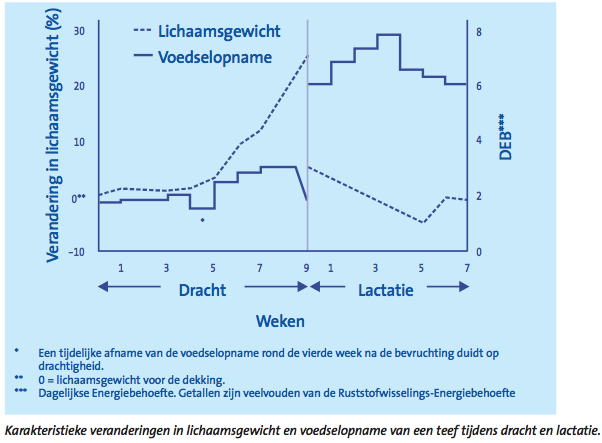 Verandering in lichaamsgewicht (%)
30
20
10
0**
–10
Lichaamsgewicht
Voedselopname
8
6
4
2
0
DEB***
*
1 3 5 7 9 1 3 5 7
Dracht Lactatie
Weken
* Een tijdelijke afname van de voedselopname rond de vierde week na de bevruchting duidt op
drachtigheid.
** 0 = lichaamsgewicht voor de dekking.
*** Dagelijkse Energiebehoefte. Getallen zijn veelvouden van de Ruststofwisselings-Energiebehoefte
Karakteristieke veranderingen in lichaamsgewicht en voedselopname van een teef tijdens dracht en lactatie.